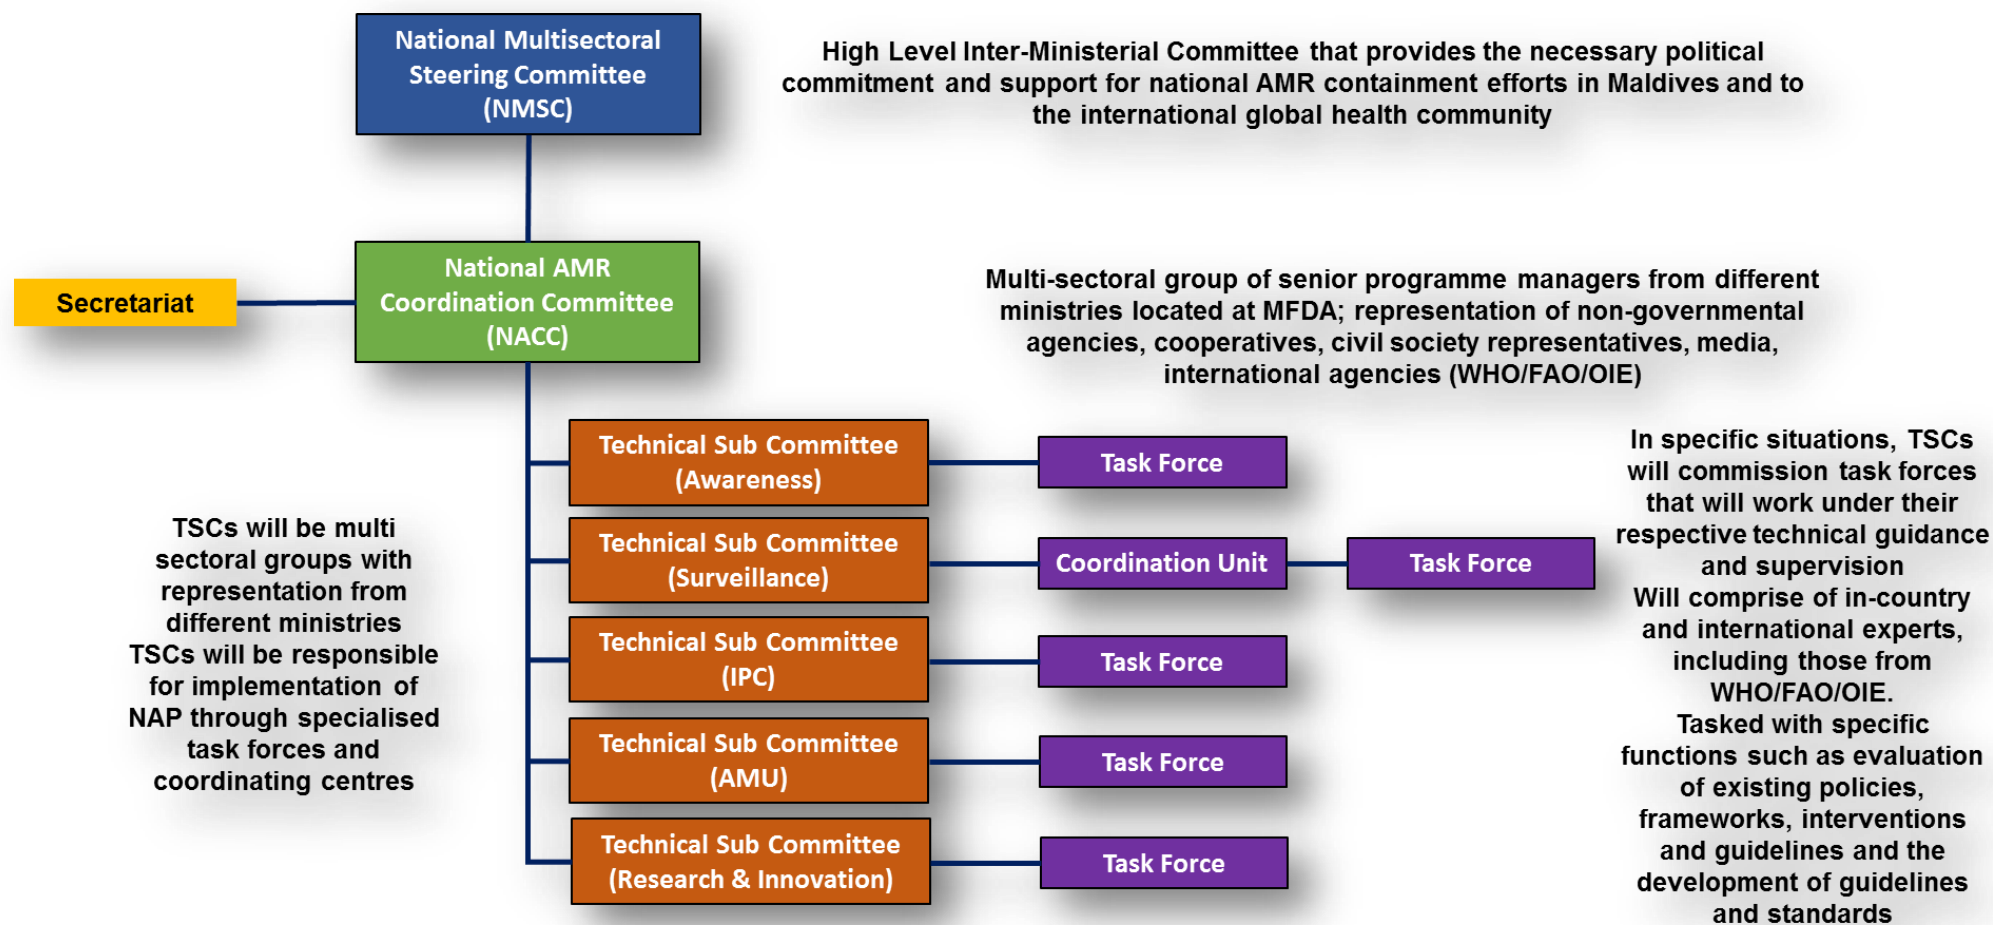 National Multisectoral
Steering Committee
(NMSC)
High Level Inter-Ministerial Committee that provides the necessary political
commitment and support for national AMR containment efforts in Maldives and to
the international global health community
Secretariat
National AMR
Coordination Committee
(NACC)
Multi-sectoral group of senior programme managers from different
ministries located at MFDA; representation of non-governmental
agencies, cooperatives, civil society representatives, media,
international agencies (WHO/FAO/OIE)
TSCs will be multi
sectoral groups with
representation from
different ministries
TSCs will be responsible
for implementation of
NAP through specialised
task forces and
coordinating centres
Technical Sub Committee
(Awareness)
Task Force
Technical Sub Committee
(Surveillance)
Coordination Unit
Task Force
Technical Sub Committee
(IPC)
Task Force
Technical Sub Committee
(AMU)
Task Force
Technical Sub Committee
(Research & Innovation)
Task Force
In specific situations, TSCs
will commission task forces
that will work under their
respective technical guidance
and supervision
Will comprise of in-country
and international experts,
including those from
WHO/FAO/OIE.
Tasked with specific
functions such as evaluation
of existing policies,
frameworks, interventions
and guidelines and the
development of guidelines
and standards